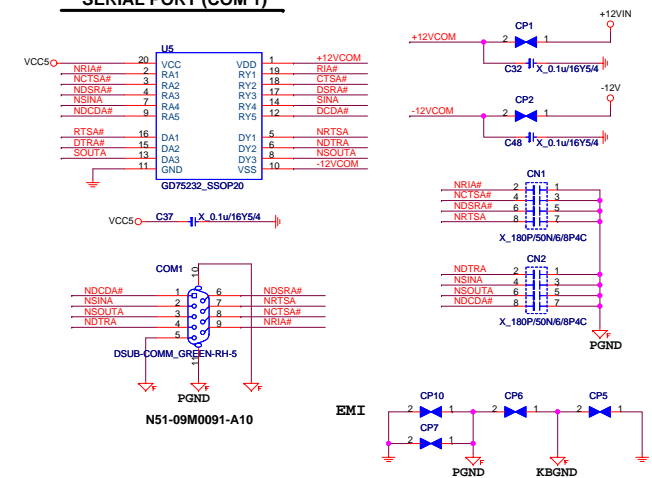 SERIAL PORT (COM 1)
U5
VCC5
20 VCC VDD 1 +12VCOM
NRIA# 2 RA1 RY1 19 RIA#
NCTSA# 3 RA2 RY2 18 CTSA#
NDSRA# 4 RA3 RY3 17 DSRA#
NSINA 7 RA4 RY4 14 SINA
NDCDA# 9 RA5 RY5 12 DCDA#
RTSA# 16 DA1 DY1 5 NRTSA
DTRA# 15 DA2 DY2 6 NDTRA
SOUTA 13 DA3 DY3 8 NSOUTA
11 GND VSS 10 -12VCOM
GD75232_SSOP20
VCC5 C37 X_0.1u/16Y5/4
COM1
10
NDCDA# 1 6 NDSRA#
NSINA 2 7 NRTSA
NSOUTA 3 8 NCTSA#
NDTRA 4 9 NRIA#
5
DSUB-COMM_GREEN-RH-5
11
PGND
N51-09M0091-A10
+12VIN
CP1
+12VCOM 2 1
C32 X_0.1u/16Y5/4
-12V
CP2
-12VCOM 2 1
C48 X_0.1u/16Y5/4
CN1
NRIA# 2 1
NCTSA# 4 3
NDSRA# 6 5
NRTSA 8 7
X_180P/50N/6/8P4C
CN2
NDTRA 2 1
NSINA 4 3
NSOUTA 6 5
NDCDA# 8 7
X_180P/50N/6/8P4C
PGND
EMI
CP10 CP6 CP5
2 1 2 1 2 1
CP7
2 1
PGND KBGND